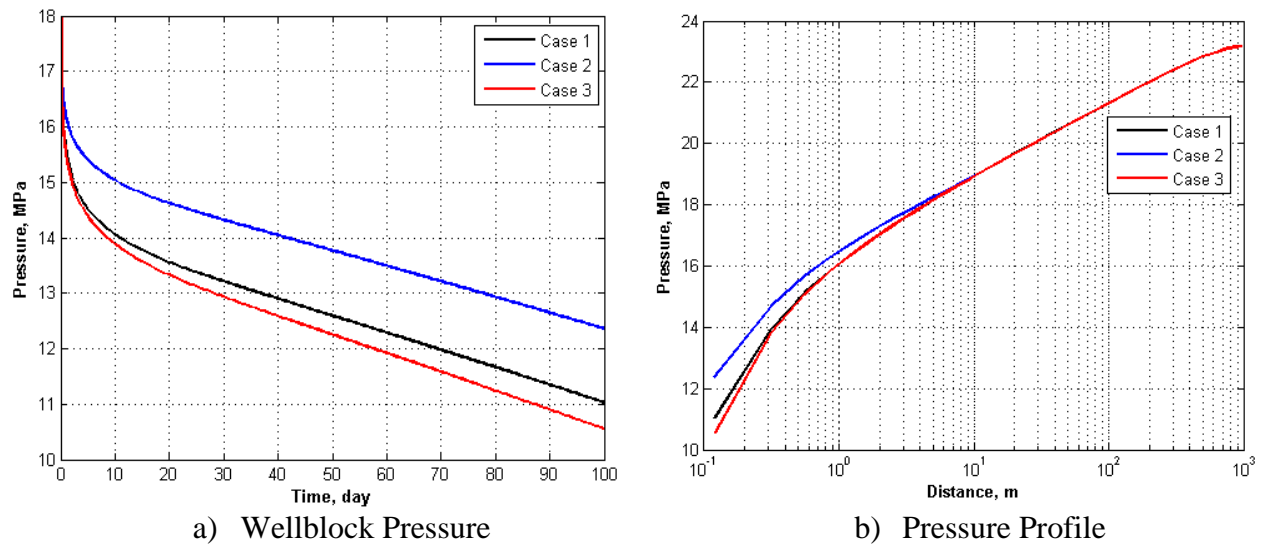 18
17
16
15
14
13
12
11
10
Pressure, MPa
0 10 20 30 40 50 60 70 80 90 100
Time, day
Case 1
Case 2
Case 3
a) Wellblock Pressure
24
22
20
18
16
14
12
10
Pressure, MPa
10-1 100 101 102 103
Distance, m
Case 1
Case 2
Case 3
b) Pressure Profile